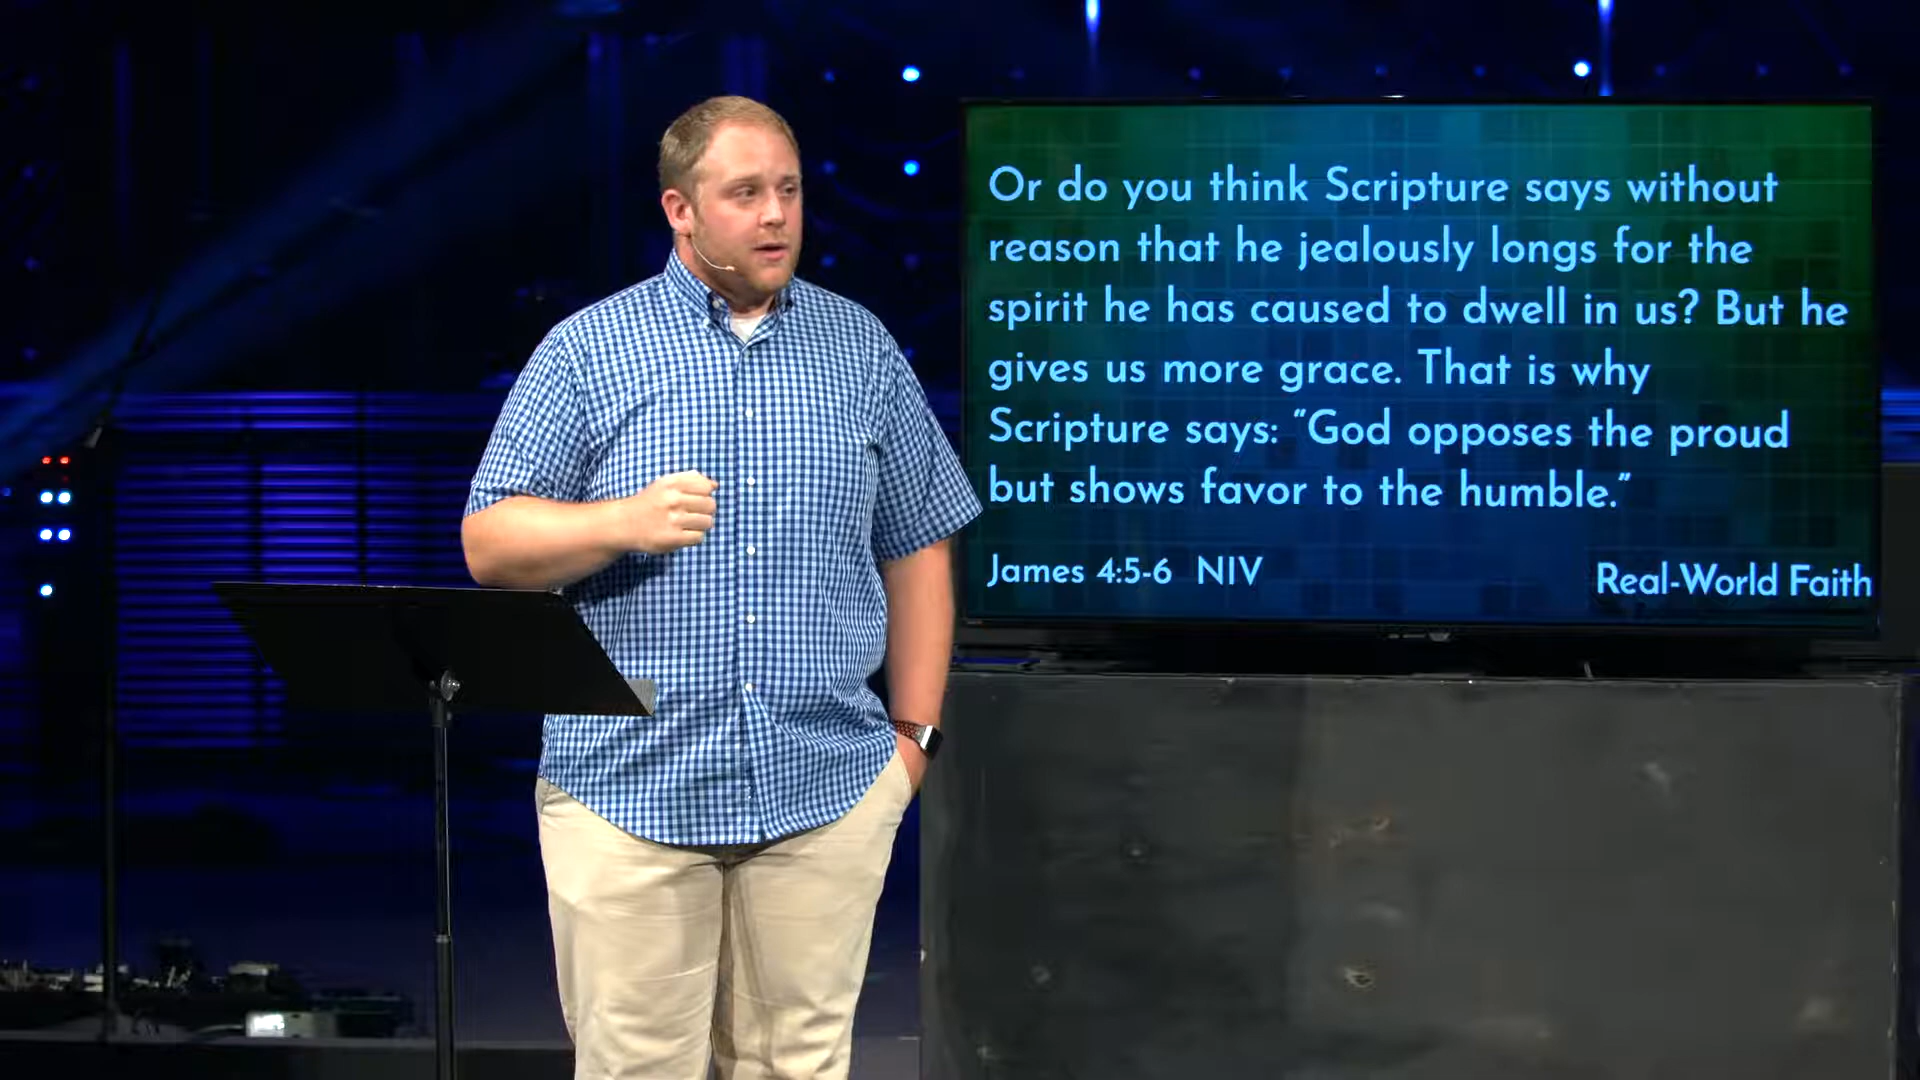 Or do you think Scripture says without
reason that he jealously longs for the
spirit he has caused to dwell in us? But he
gives us more grace. That is why
Scripture says: “God opposes the proud
but shows favor to the humble.”
James 4:5-6 NIV
Real-World Faith